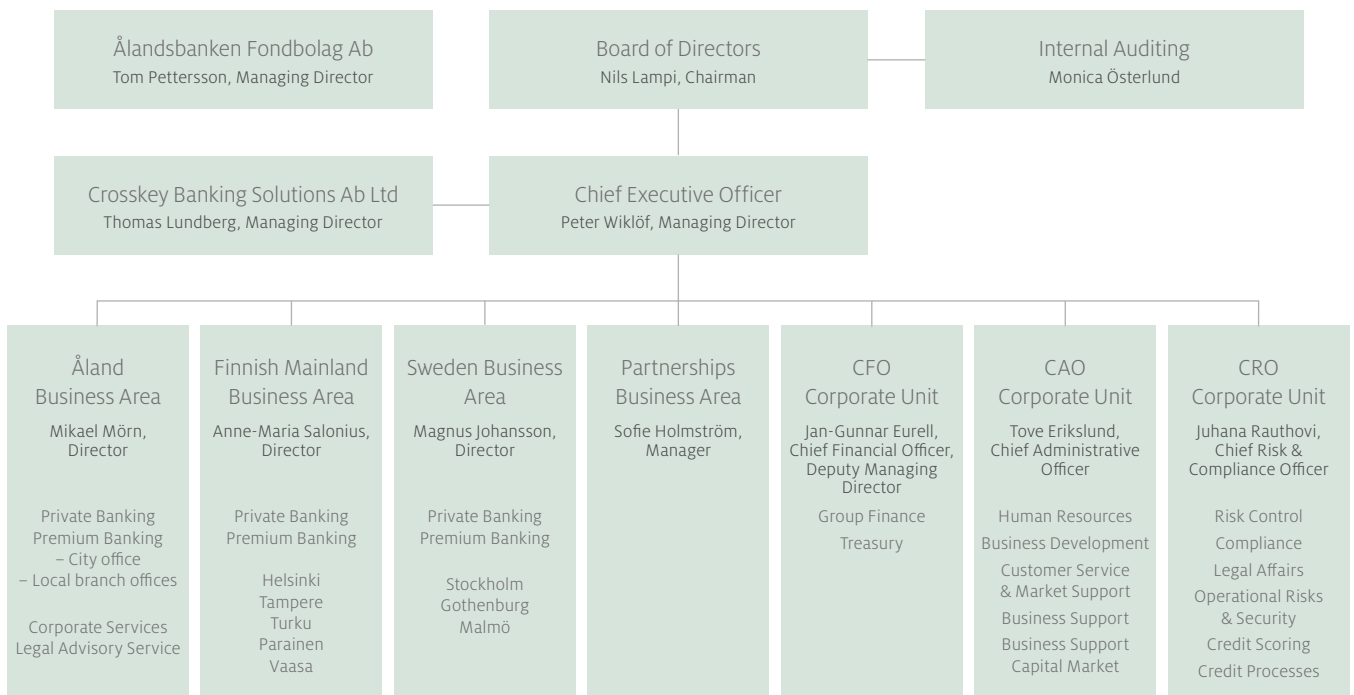 Ålandsbanken Fondbolag Ab
Tom Pettersson, Managing Director
Board of Directors
Nils Lampi, Chairman
Internal Auditing
Monica Österlund
Crosskey Banking Solutions Ab Ltd
Thomas Lundberg, Managing Director
Chief Executive Officer
Peter Wiklöf, Managing Director
Åland
Business Area
Mikael Mörn,
Director
Private Banking
Premium Banking
– City office
– Local branch offices
Corporate Services
Legal Advisory Service
Finnish Mainland
Business Area
Anne-Maria Salonius,
Director
Private Banking
Premium Banking
Helsinki
Tampere
Turku
Parainen
Vaasa
Sweden Business
Area
Magnus Johansson,
Director
Private Banking
Premium Banking
Stockholm
Gothenburg
Malmö
Partnerships
Business Area
Sofie Holmström,
Manager
CFO
Corporate Unit
Jan-Gunnar Eurell,
Chief Financial Officer,
Deputy Managing
Director
Group Finance
Treasury
CAO
Corporate Unit
Tove Erikslund,
Chief Administrative
Officer
Human Resources
Business Development
Customer Service
& Market Support
Business Support
Business Support
Capital Market
CRO
Corporate Unit
Juhana Rauthovi,
Chief Risk &
Compliance Officer
Risk Control
Compliance
Legal Affairs
Operational Risks
& Security
Credit Scoring
Credit Processes